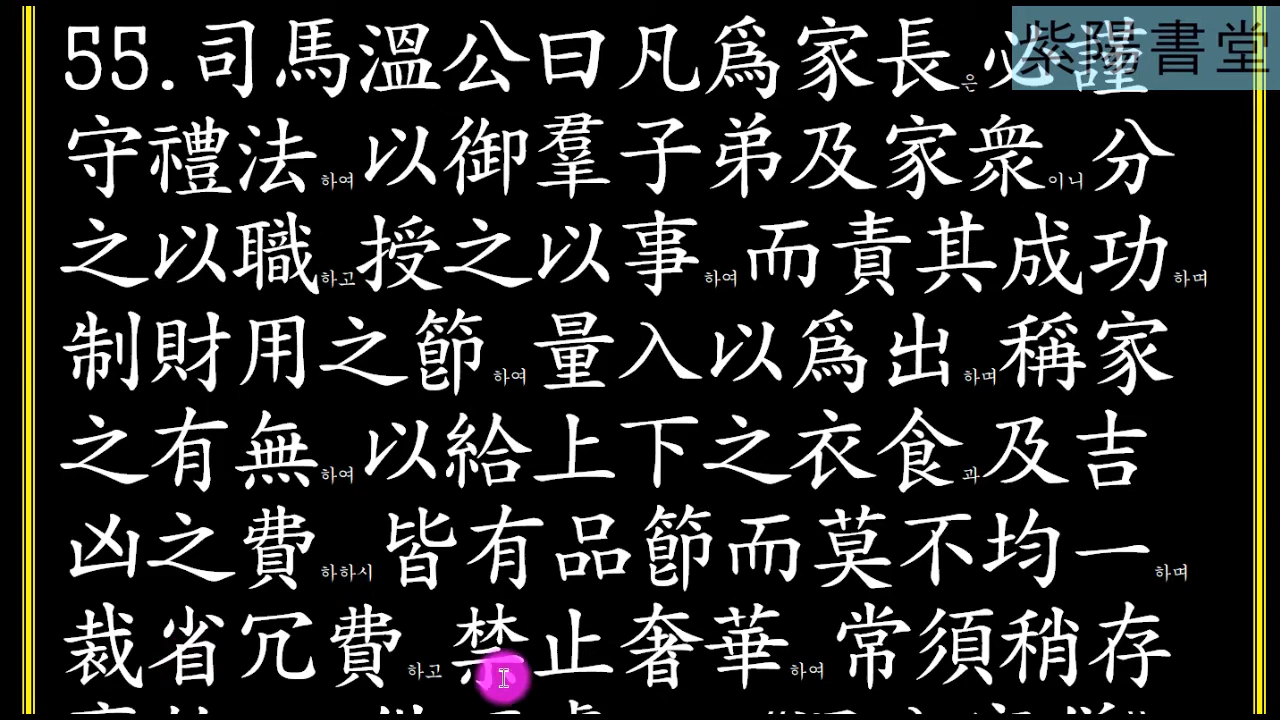 紫陽書堂
55.司馬溫公曰凡爲家長은 必謹
守禮法하여 以御羣子弟及家衆이니 分
之以職하고 授之以事하여 而責其成功하며
制財用之節하여 量入以爲出하며 稱家
之有無하여 以給上下之衣食과 及吉
凶之費하하시 皆有品節而莫不均一하며
裁省冗費하고 禁止奢華하여 常須稍存